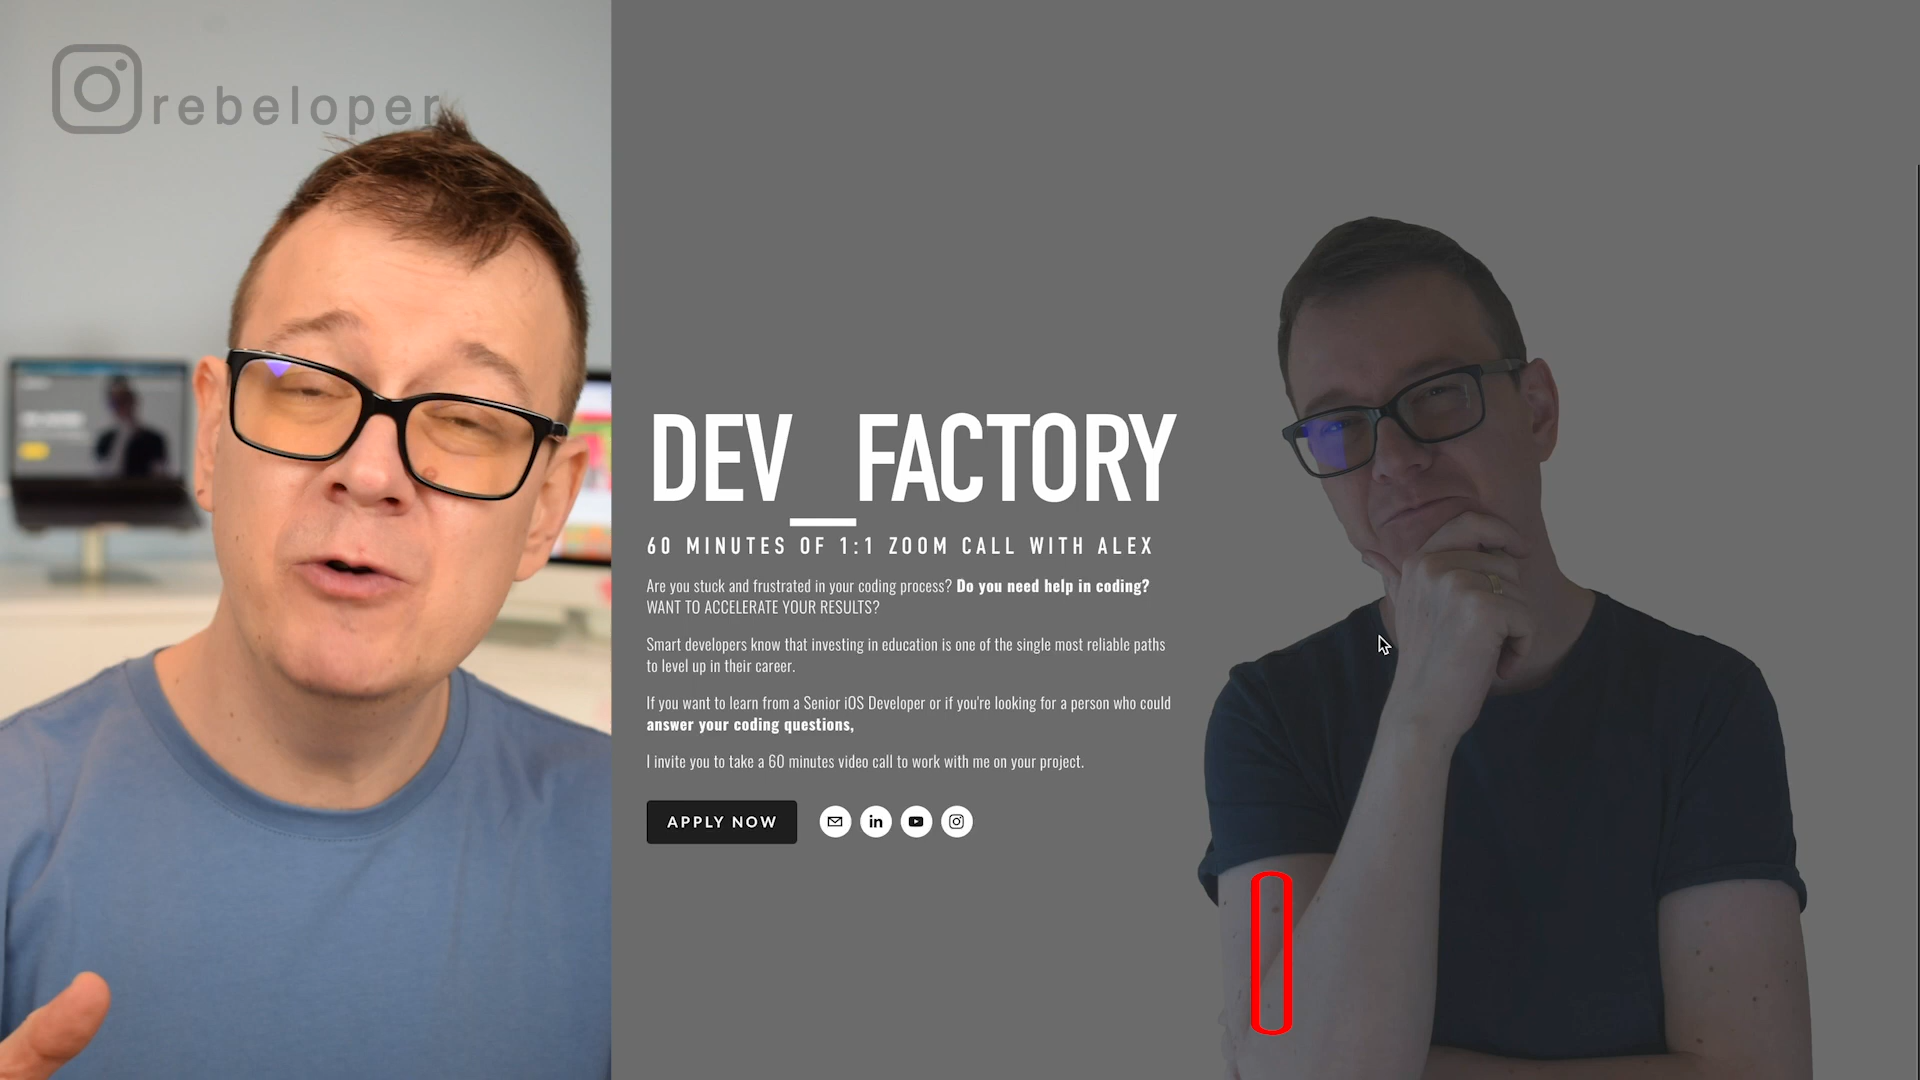 rebeloper
DEV_FACTORY
60 MINUTES OF 1:1 ZOOM CALL WITH ALEX
Are you stuck and frustrated in your coding process? Do you need help in coding?
WANT TO ACCELERATE YOUR RESULTS?
Smart developers know that investing in education is one of the single most reliable paths
to level up in their career.
If you want to learn from a Senior iOS Developer or if you're looking for a person who could
answer your coding questions,
I invite you to take a 60 minutes video call to work with me on your project.
APPLY NOW
in